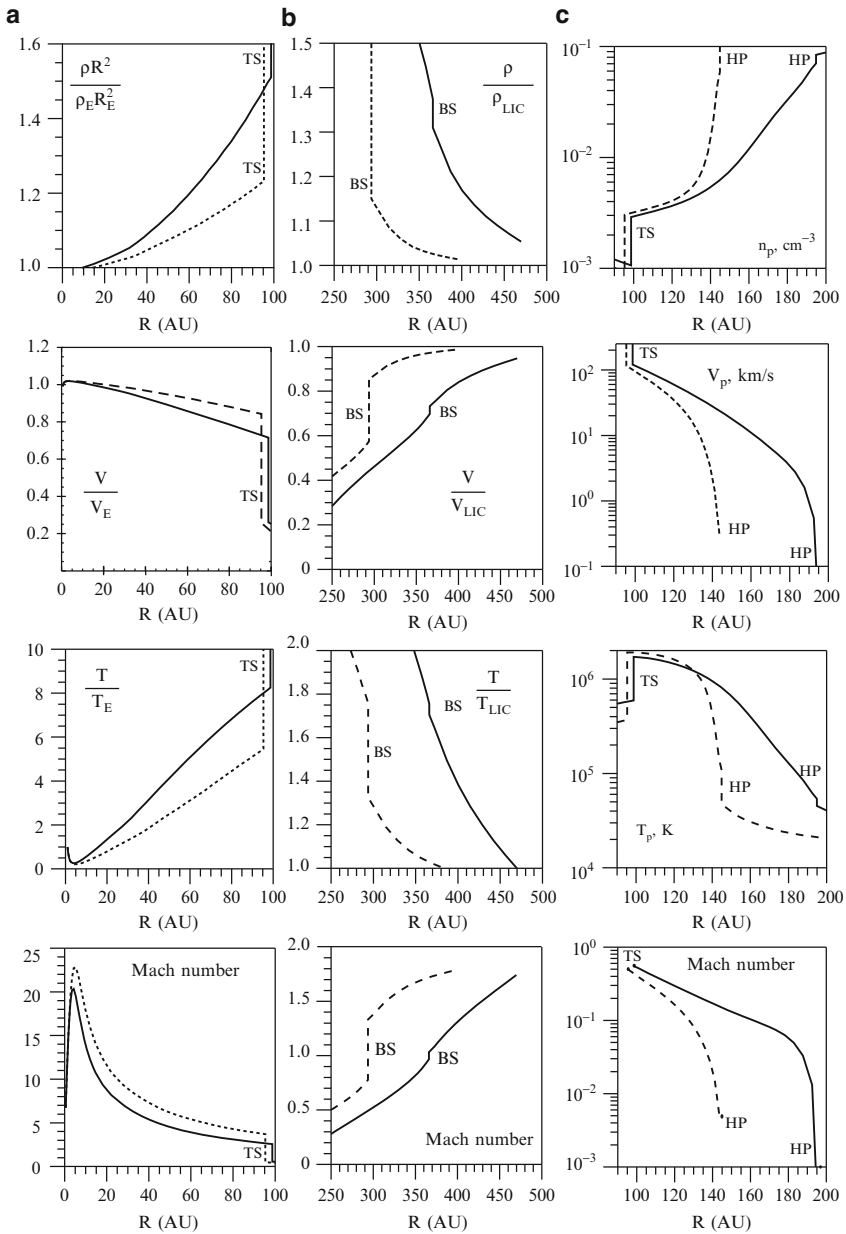 a
b
c
1.6
1.4
1.2
1.0
ρR²
ρ_E R_E²
TS
TS
0 20 40 60 80 100
R (AU)
1.5
1.4
1.3
1.2
1.1
1.0
ρ
ρ_LIC
BS
BS
250 300 350 400 450 500
R (AU)
10⁻¹
10⁻²
10⁻³
HP
HP
TS
n_p, cm⁻³
100 120 140 160 180 200
R (AU)
1.2
1.0
0.8
0.6
0.4
0.2
V
V_E
TS
0 20 40 60 80 100
R (AU)
1.0
0.8
0.6
0.4
0.2
0
BS
BS
V
V_LIC
250 300 350 400 450 500
R (AU)
10²
10¹
10⁰
10⁻¹
TS
V_p, km/s
HP
HP
100 120 140 160 180 200
R (AU)
10
8
6
4
2
0
T
T_E
TS
0 20 40 60 80 100
R (AU)
2.0
1.8
1.6
1.4
1.2
1.0
T
T_LIC
BS
BS
250 300 350 400 450 500
R (AU)
10⁶
10⁵
10⁴
TS
HP
HP
T_p, K
100 120 140 160 180 200
R (AU)
25
20
15
10
5
0
Mach number
TS
0 20 40 60 80 100
R (AU)
2.0
1.5
1.0
0.5
0
BS
BS
Mach number
250 300 350 400 450 500
R (AU)
10⁰
10⁻¹
10⁻²
10⁻³
TS
Mach number
HP
HP
100 120 140 160 180 200
R (AU)